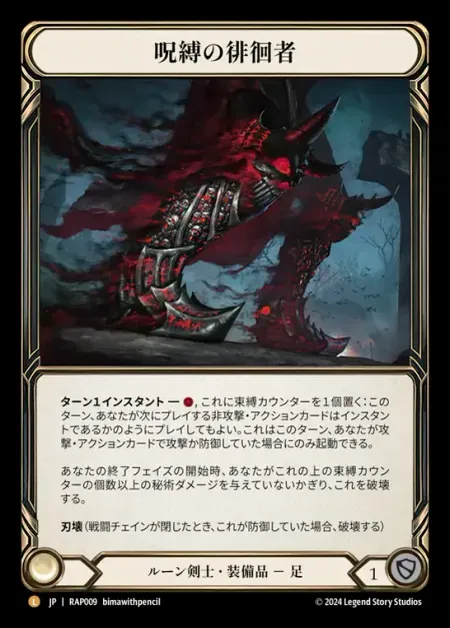 呪縛の徘徊者
ターン1インスタント ー , これに束縛カウンターを1個置く:この
ターン、あなたが次にプレイする非攻撃・アクションカードはインスタン
トであるかのようにプレイしてもよい。これはこのターン、あなたが攻
撃・アクションカードで攻撃か防御していた場合にのみ起動できる。
あなたの終了フェイズの開始時、あなたがこれの上の束縛カウン
ターの個数以上の秘術ダメージを与えていないかぎり、これを破壊
する。
刃壊(戦闘チェインが閉じたとき、これが防御していた場合、破壊する)
ルーン剣士・装備品 ー 足
1
L JP | RAP009 bimawithpencil
© 2024 Legend Story Studios